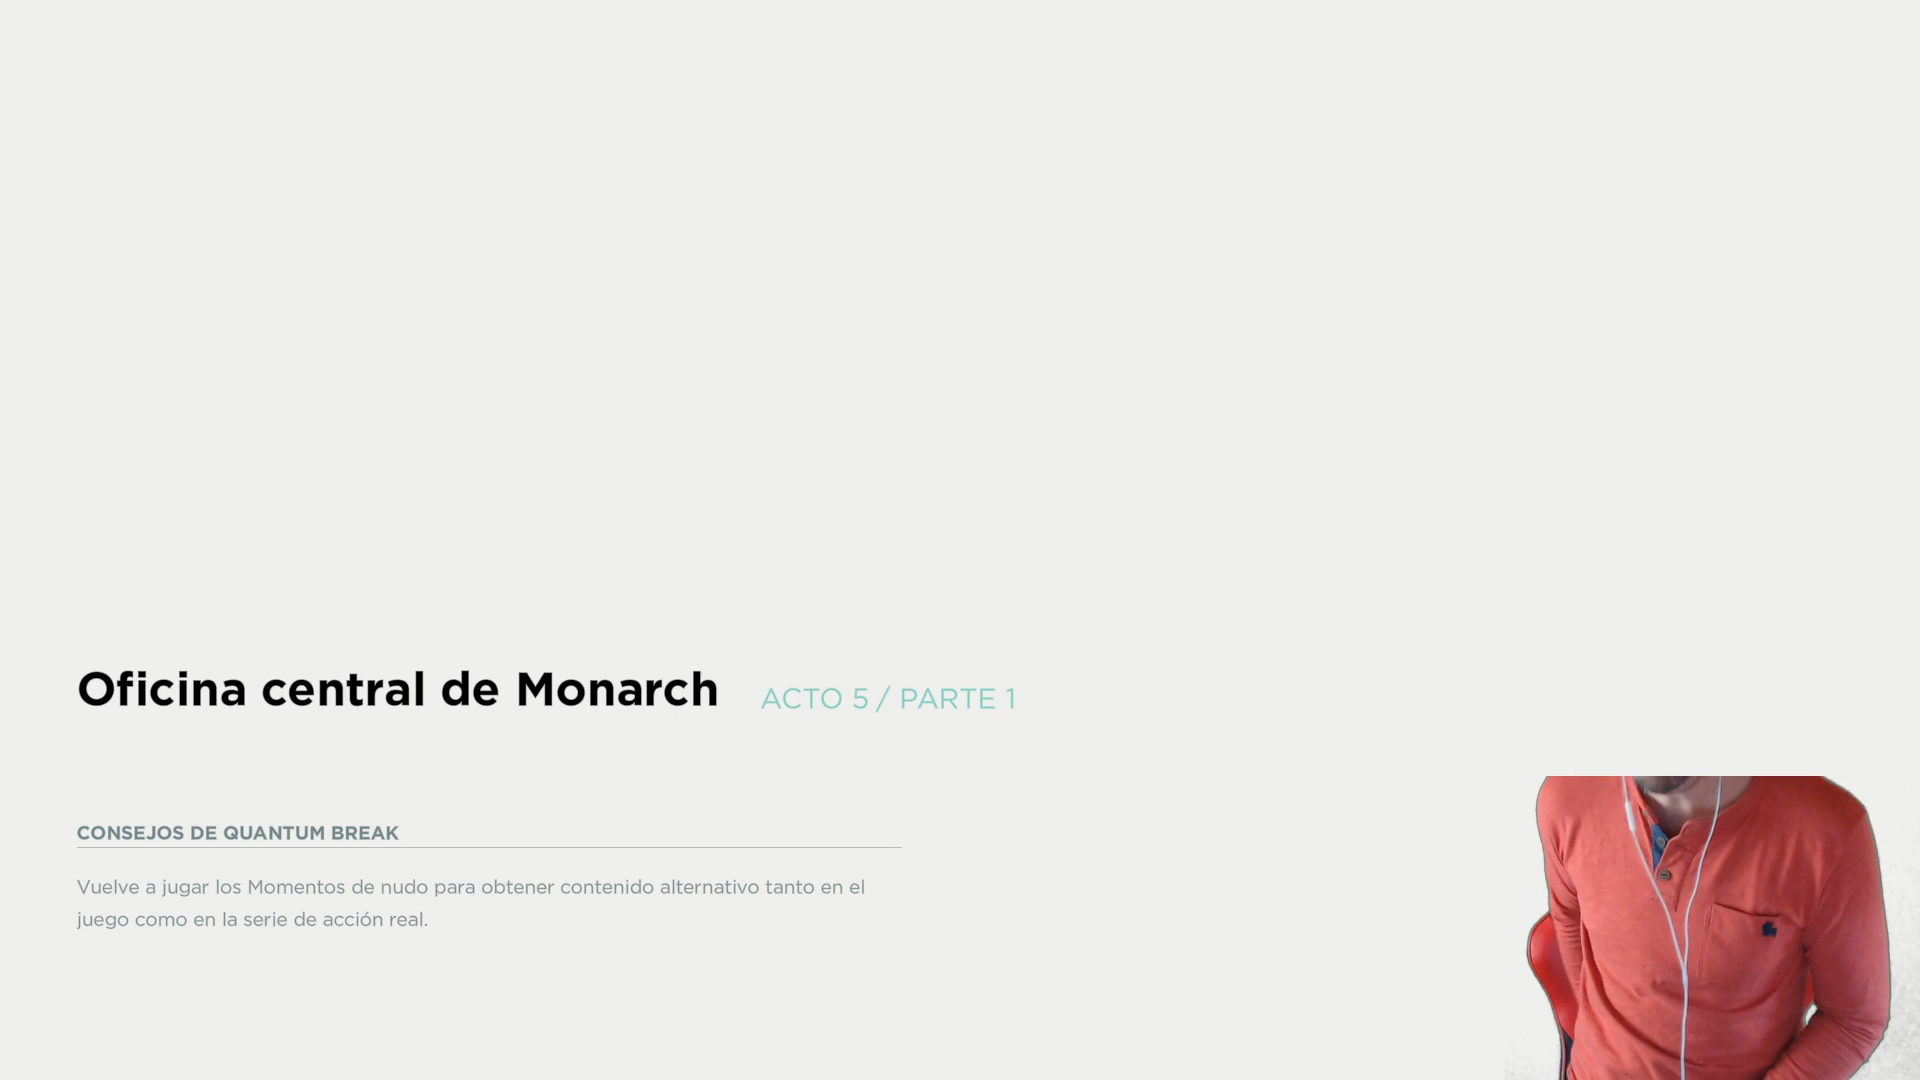 Oficina central de Monarch ACTO 5 / PARTE 1
CONSEJOS DE QUANTUM BREAK
Vuelve a jugar los Momentos de nudo para obtener contenido alternativo tanto en el
juego como en la serie de acción real.